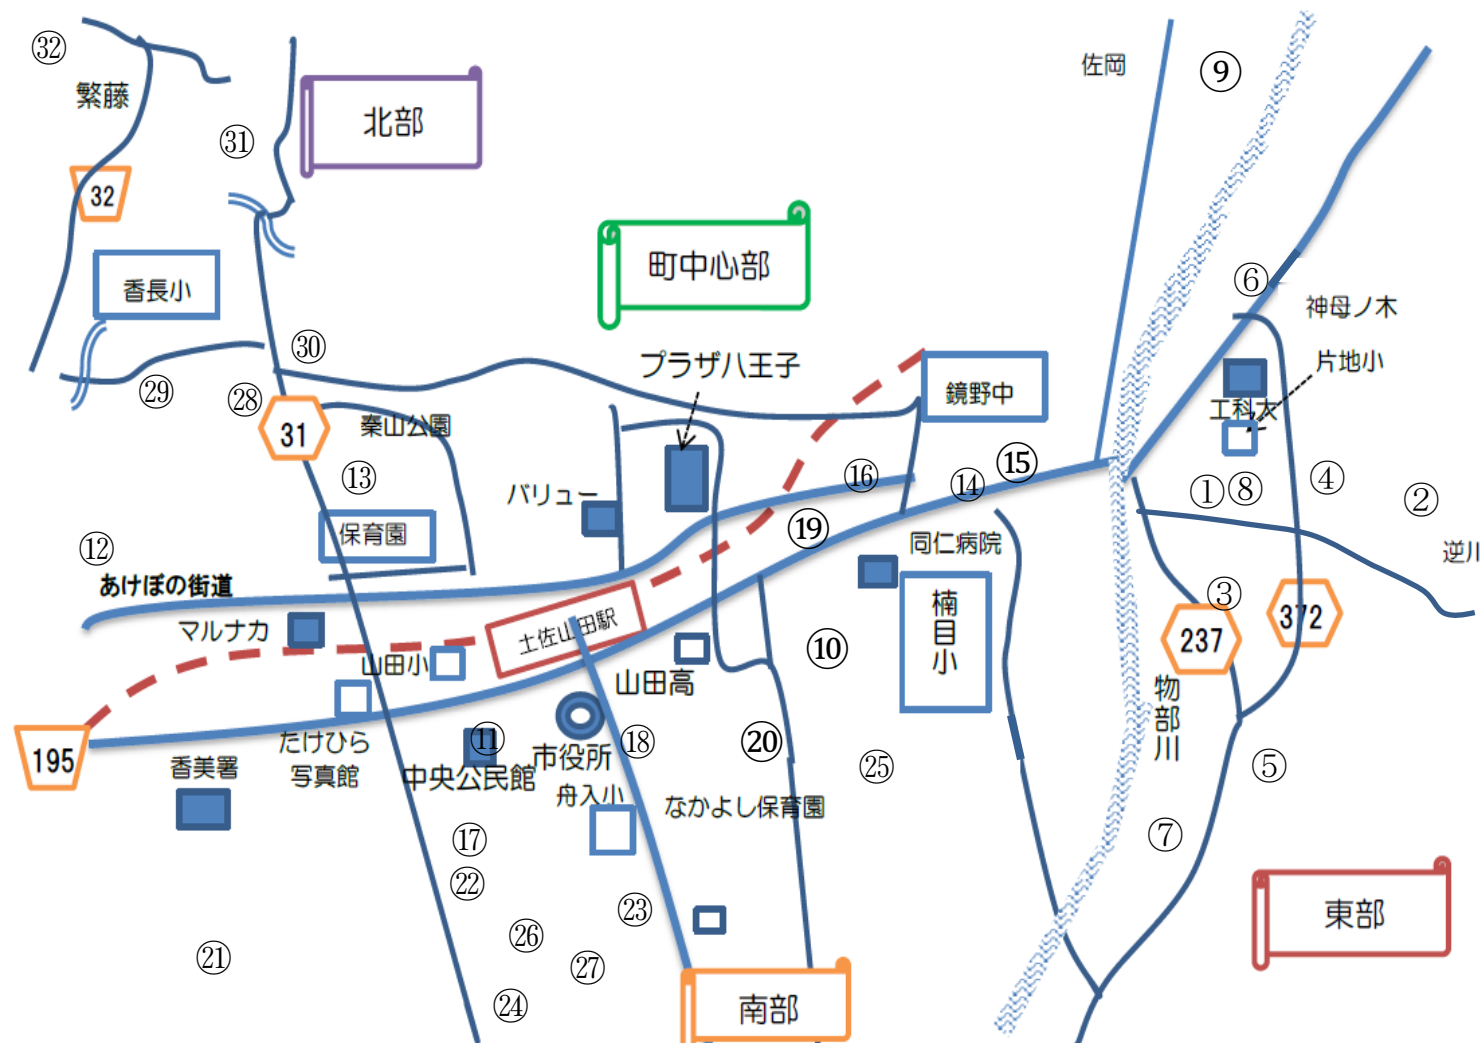 ㉜
繁藤
㉛
北部
佐岡
⑨
32
香長小
町中心部
⑥
神母ノ木
㉚
プラザ八王子
片地小
㉙
㉘
31
秦山公園
鏡野中
工科大
⑬
バリュー
⑯
⑭
⑮
①
⑧
④
②
保育園
⑲
同仁病院
逆川
⑫
あけぼの街道
マルナカ
土佐山田駅
楠目小
③
237
372
山田小
⑩
山田高
物部川
195
たけひら
写真館
香美署
⑪
中央公民館
市役所
⑱
⑳
㉕
⑤
舟入小
なかよし保育園
⑰
⑦
㉒
㉓
㉖
東部
㉑
㉗
㉔
南部